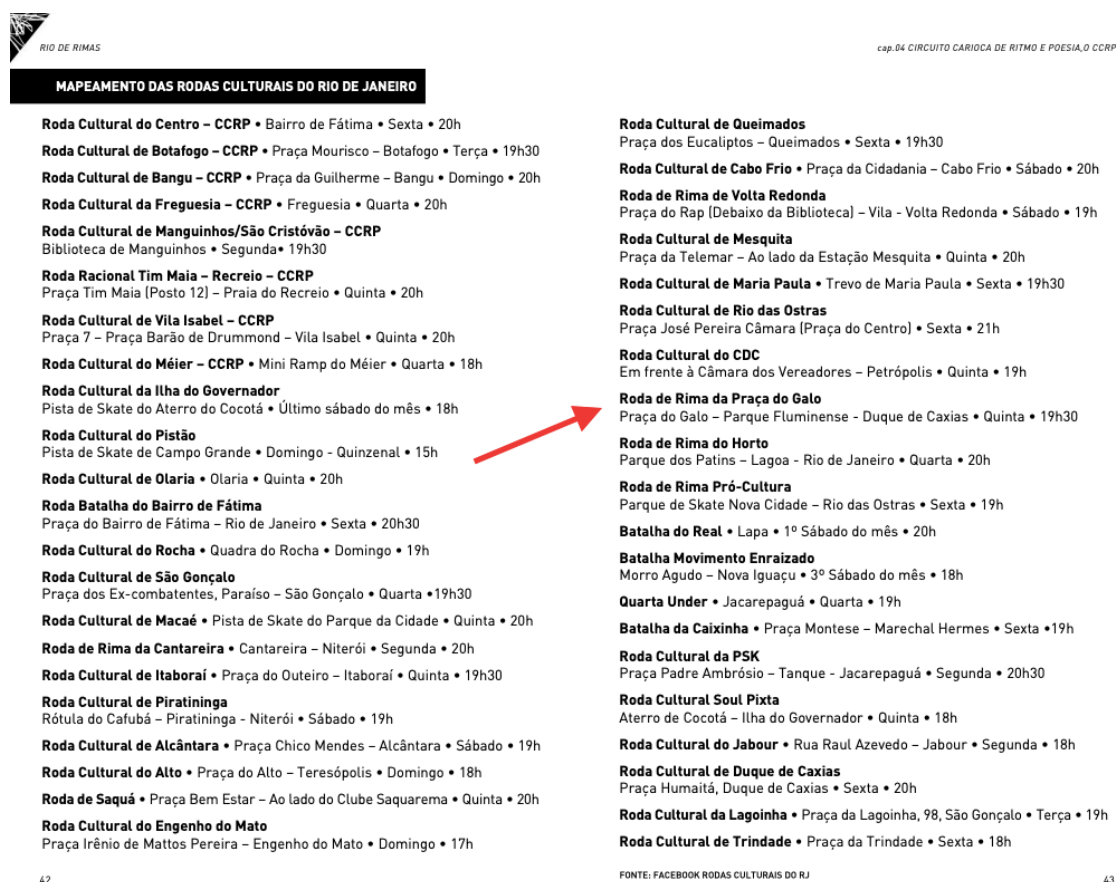 RIO DE RIMAS
cap.04 CIRCUITO CARIOCA DE RITMO E POESIA,O CCRP
MAPEAMENTO DAS RODAS CULTURAIS DO RIO DE JANEIRO
Roda Cultural do Centro – CCRP • Bairro de Fátima • Sexta • 20h
Roda Cultural de Botafogo – CCRP • Praça Mourisco – Botafogo • Terça • 19h30
Roda Cultural de Bangu – CCRP • Praça da Guilherme – Bangu • Domingo • 20h
Roda Cultural da Freguesia – CCRP • Freguesia • Quarta • 20h
Roda Cultural de Manguinhos/São Cristóvão – CCRP
Biblioteca de Manguinhos • Segunda• 19h30
Roda Racional Tim Maia – Recreio – CCRP
Praça Tim Maia (Posto 12) – Praia do Recreio • Quinta • 20h
Roda Cultural de Vila Isabel – CCRP
Praça 7 – Praça Barão de Drummond – Vila Isabel • Quinta • 20h
Roda Cultural do Méier – CCRP • Mini Ramp do Méier • Quarta • 18h
Roda Cultural da Ilha do Governador
Pista de Skate do Aterro do Cocotá • Último sábado do mês • 18h
Roda Cultural do Pistão
Pista de Skate de Campo Grande • Domingo - Quinzenal • 15h
Roda Cultural de Olaria • Olaria • Quinta • 20h
Roda Batalha do Bairro de Fátima
Praça do Bairro de Fátima – Rio de Janeiro • Sexta • 20h30
Roda Cultural do Rocha • Quadra do Rocha • Domingo • 19h
Roda Cultural de São Gonçalo
Praça dos Ex-combatentes, Paraíso – São Gonçalo • Quarta •19h30
Roda Cultural de Macaé • Pista de Skate do Parque da Cidade • Quinta • 20h
Roda de Rima da Cantareira • Cantareira – Niterói • Segunda • 20h
Roda Cultural de Itaboraí • Praça do Outeiro – Itaboraí • Quinta • 19h30
Roda Cultural de Piratininga
Rótula do Cafubá – Piratininga - Niterói • Sábado • 19h
Roda Cultural de Alcântara • Praça Chico Mendes – Alcântara • Sábado • 19h
Roda Cultural do Alto • Praça do Alto – Teresópolis • Domingo • 18h
Roda de Saquá • Praça Bem Estar – Ao lado do Clube Saquarema • Quinta • 20h
Roda Cultural do Engenho do Mato
Praça Irênio de Mattos Pereira – Engenho do Mato • Domingo • 17h
42
Roda Cultural de Queimados
Praça dos Eucaliptos – Queimados • Sexta • 19h30
Roda Cultural de Cabo Frio • Praça da Cidadania – Cabo Frio • Sábado • 20h
Roda de Rima de Volta Redonda
Praça do Rap (Debaixo da Biblioteca) – Vila - Volta Redonda • Sábado • 19h
Roda Cultural de Mesquita
Praça da Telemar – Ao lado da Estação Mesquita • Quinta • 20h
Roda Cultural de Maria Paula • Trevo de Maria Paula • Sexta • 19h30
Roda Cultural de Rio das Ostras
Praça José Pereira Câmara (Praça do Centro) • Sexta • 21h
Roda Cultural do CDC
Em frente à Câmara dos Vereadores – Petrópolis • Quinta • 19h
Roda de Rima da Praça do Galo
Praça do Galo – Parque Fluminense - Duque de Caxias • Quinta • 19h30
Roda de Rima do Horto
Parque dos Patins – Lagoa - Rio de Janeiro • Quarta • 20h
Roda de Rima Pró-Cultura
Parque de Skate Nova Cidade – Rio das Ostras • Sexta • 19h
Batalha do Real • Lapa • 1º Sábado do mês • 20h
Batalha Movimento Enraizado
Morro Agudo – Nova Iguaçu • 3º Sábado do mês • 18h
Quarta Under • Jacarepaguá • Quarta • 19h
Batalha da Caixinha • Praça Montese – Marechal Hermes • Sexta •19h
Roda Cultural da PSK
Praça Padre Ambrósio – Tanque - Jacarepaguá • Segunda • 20h30
Roda Cultural Soul Pixta
Aterro de Cocotá – Ilha do Governador • Quinta • 18h
Roda Cultural do Jabour • Rua Raul Azevedo – Jabour • Segunda • 18h
Roda Cultural de Duque de Caxias
Praça Humaitá, Duque de Caxias • Sexta • 20h
Roda Cultural da Lagoinha • Praça da Lagoinha, 98, São Gonçalo • Terça • 19h
Roda Cultural de Trindade • Praça da Trindade • Sexta • 18h
FONTE: FACEBOOK RODAS CULTURAIS DO RJ
43